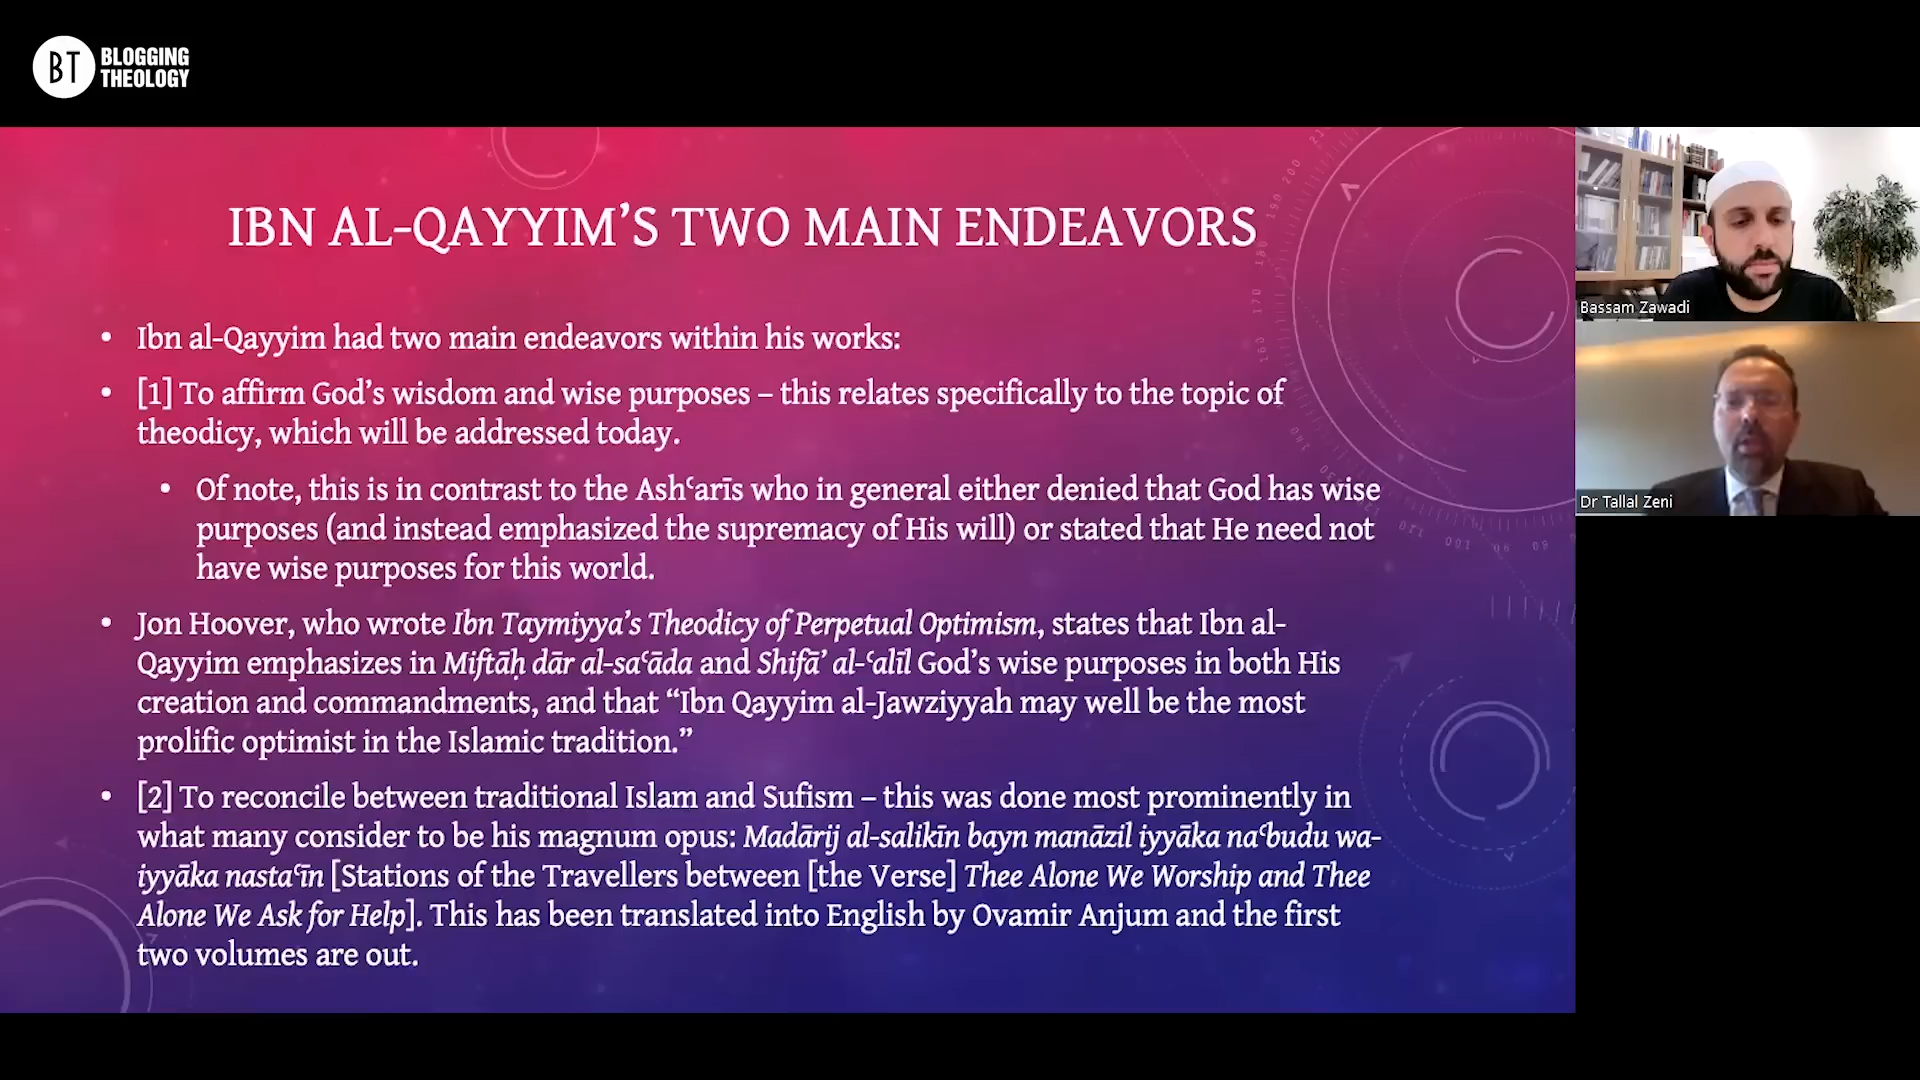 BT BLOGGING
THEOLOGY
IBN AL-QAYYIM’S TWO MAIN ENDEAVORS
• Ibn al-Qayyim had two main endeavors within his works:
• [1] To affirm God’s wisdom and wise purposes – this relates specifically to the topic of
theodicy, which will be addressed today.
• Of note, this is in contrast to the Ashʿarīs who in general either denied that God has wise
purposes (and instead emphasized the supremacy of His will) or stated that He need not
have wise purposes for this world.
• Jon Hoover, who wrote Ibn Taymiyya’s Theodicy of Perpetual Optimism, states that Ibn al-
Qayyim emphasizes in Miftāḥ dār al-saʿāda and Shifā’ al-ʿalīl God’s wise purposes in both His
creation and commandments, and that “Ibn Qayyim al-Jawziyyah may well be the most
prolific optimist in the Islamic tradition.”
• [2] To reconcile between traditional Islam and Sufism – this was done most prominently in
what many consider to be his magnum opus: Madārij al-salikīn bayn manāzil iyyāka naʿbudu wa-
iyyāka nastaʿīn [Stations of the Travellers between [the Verse] Thee Alone We Worship and Thee
Alone We Ask for Help]. This has been translated into English by Ovamir Anjum and the first
two volumes are out.
Bassam Zawadi
Dr Tallal Zeni